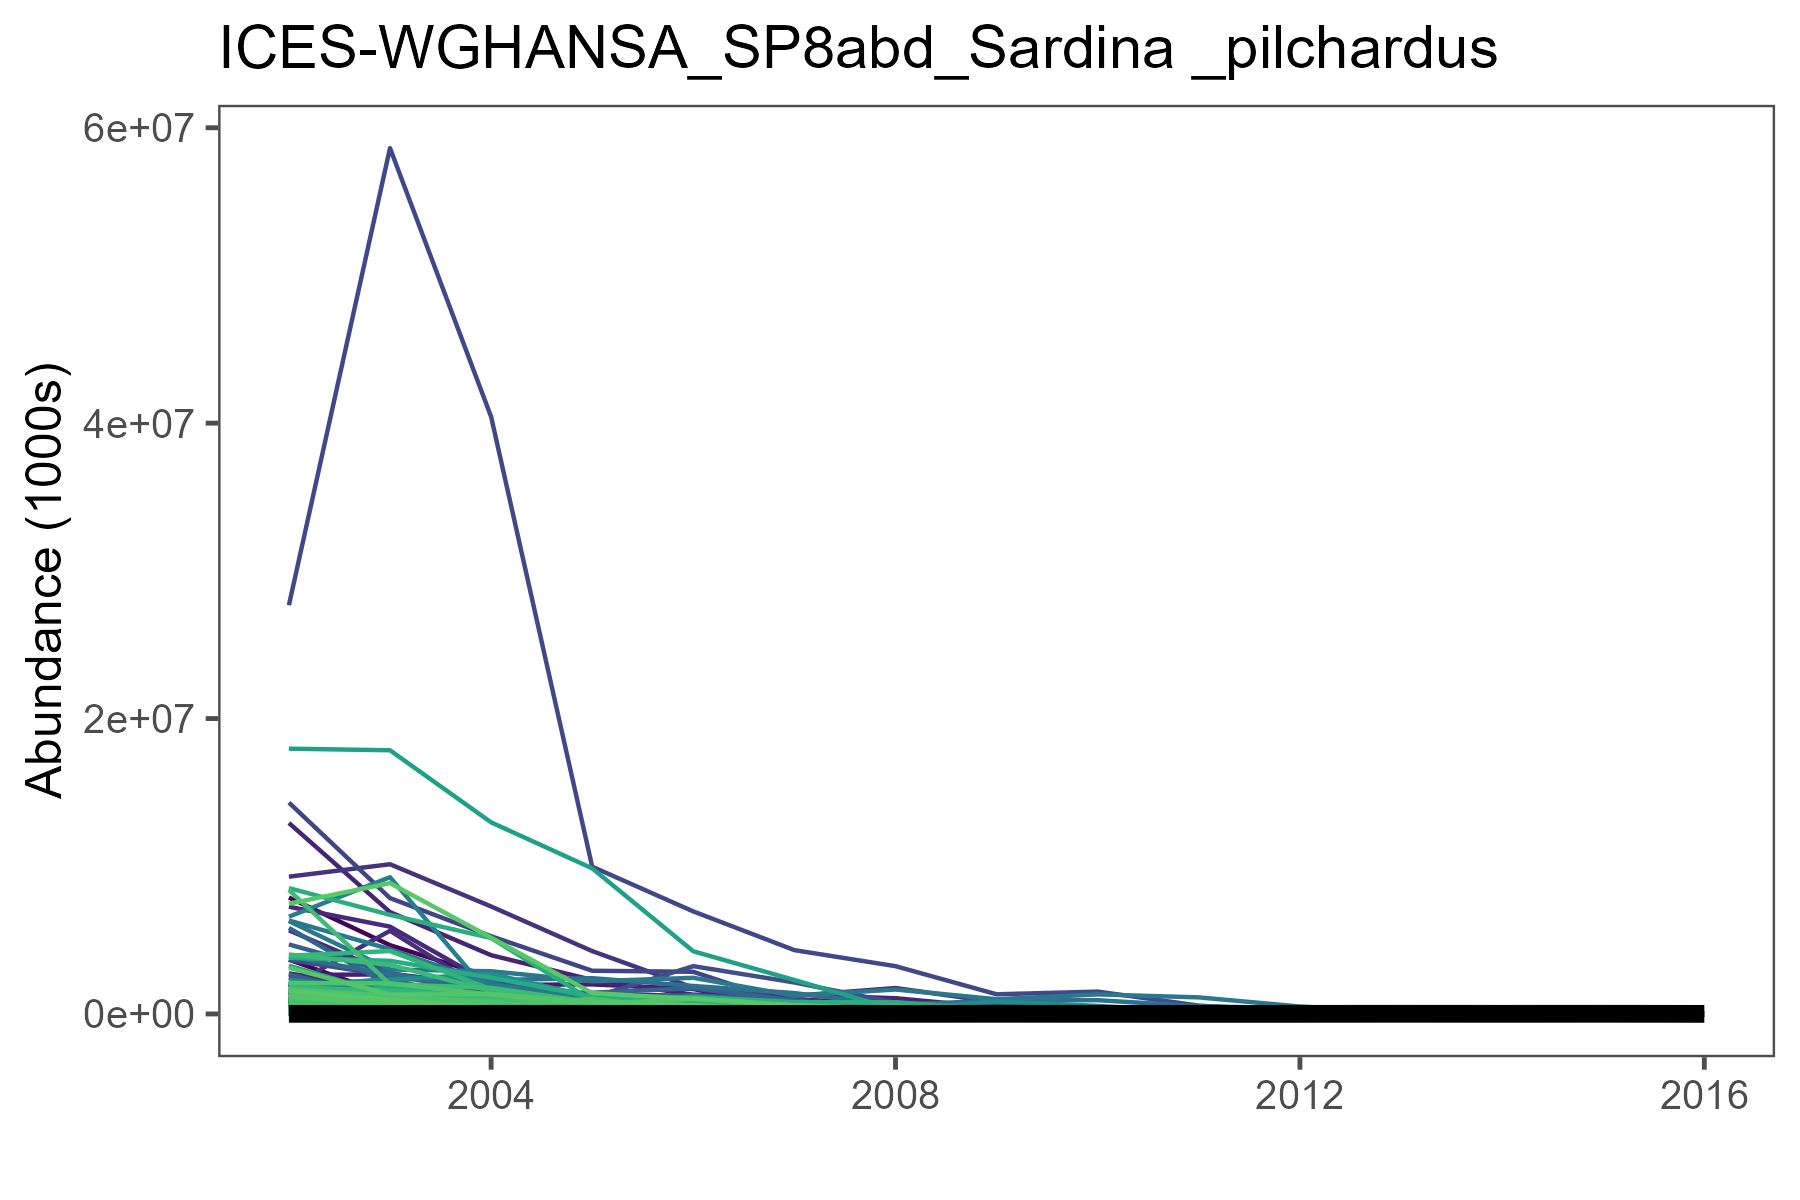 ICES-WGHANSA_SP8abd_Sardina _pilchardus
Abundance (1000s)
6e+07
4e+07
2e+07
0e+00
2004
2008
2012
2016